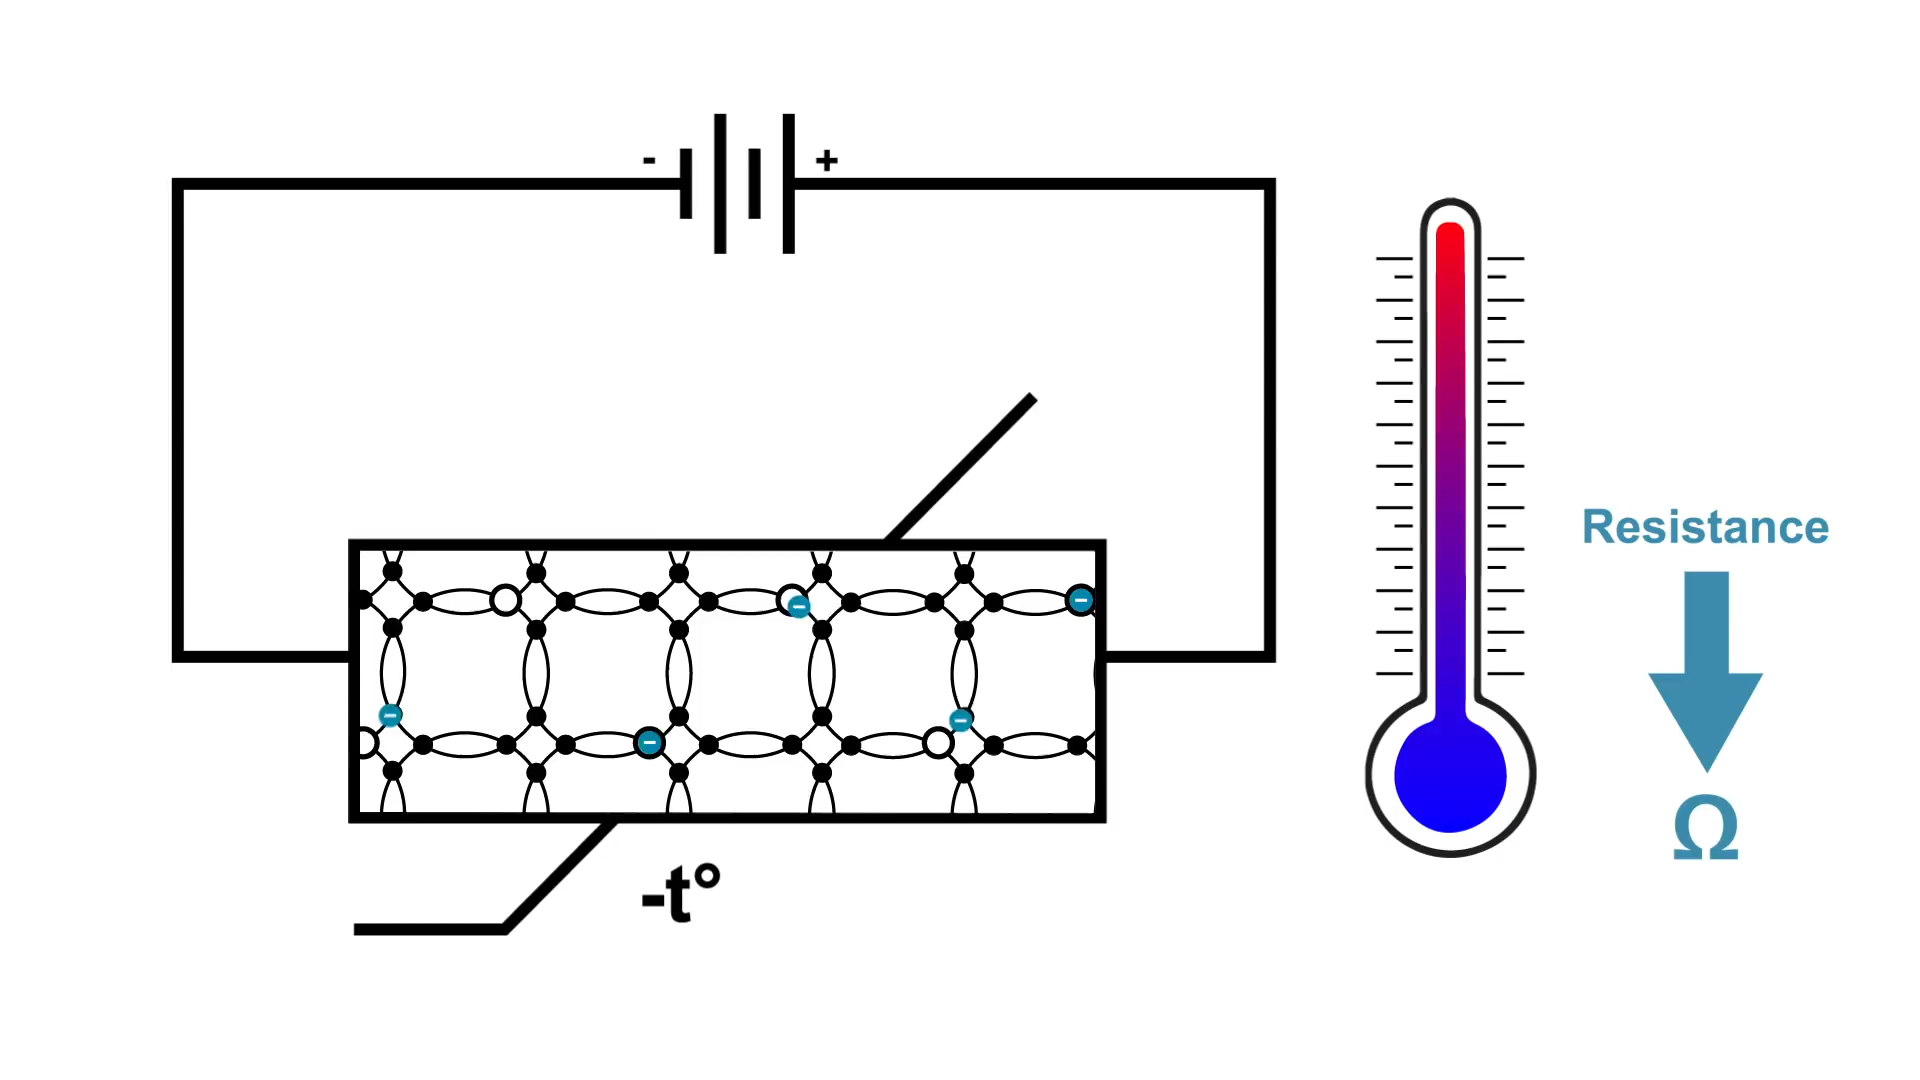 - +
Resistance
Ω
-t°